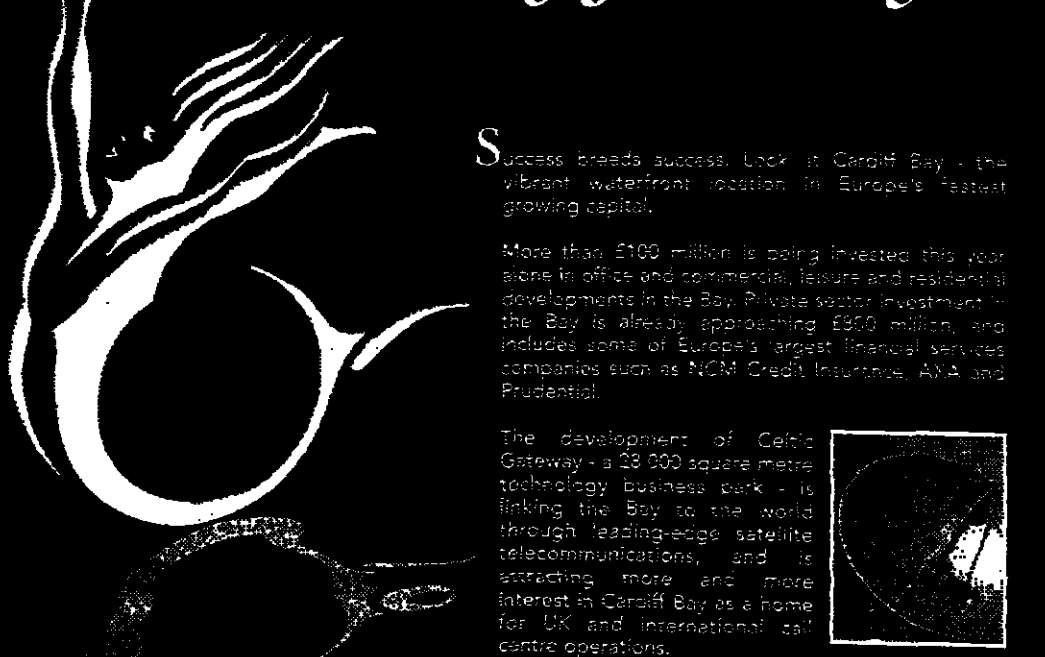 Success breeds success. Look at Cardiff Bay - the
vibrant waterfront location in Europe's fastest
growing capital.
More than £100 million is being invested this year
alone in office and commercial, leisure and residential
developments in the Bay. Private sector investment in
the Bay is already approaching million, and
includes some of Europe's largest financial services
companies such as NCM Credit Insurance, AXA and
Prudential.
The development of Celtic
Gateway - a 28 000 square metre
technology business park - is
linking the Bay to the world
through leading-edge satellite
telecommunications, and is
attracting more and more
interest in Cardiff Bay as a home
for UK and international call
centre operations.